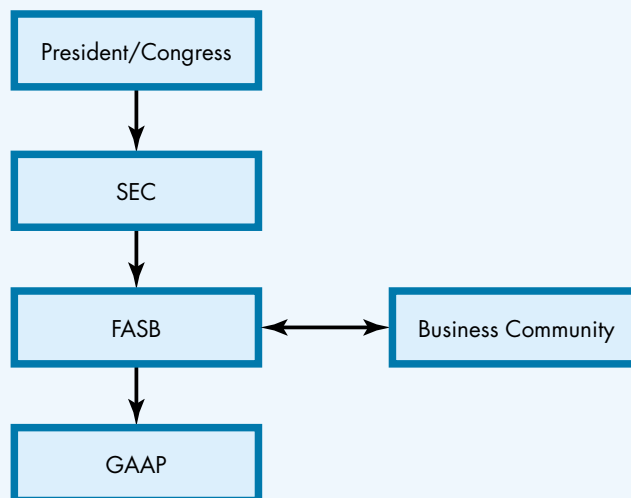 President/Congress
SEC
FASB
Business Community
GAAP